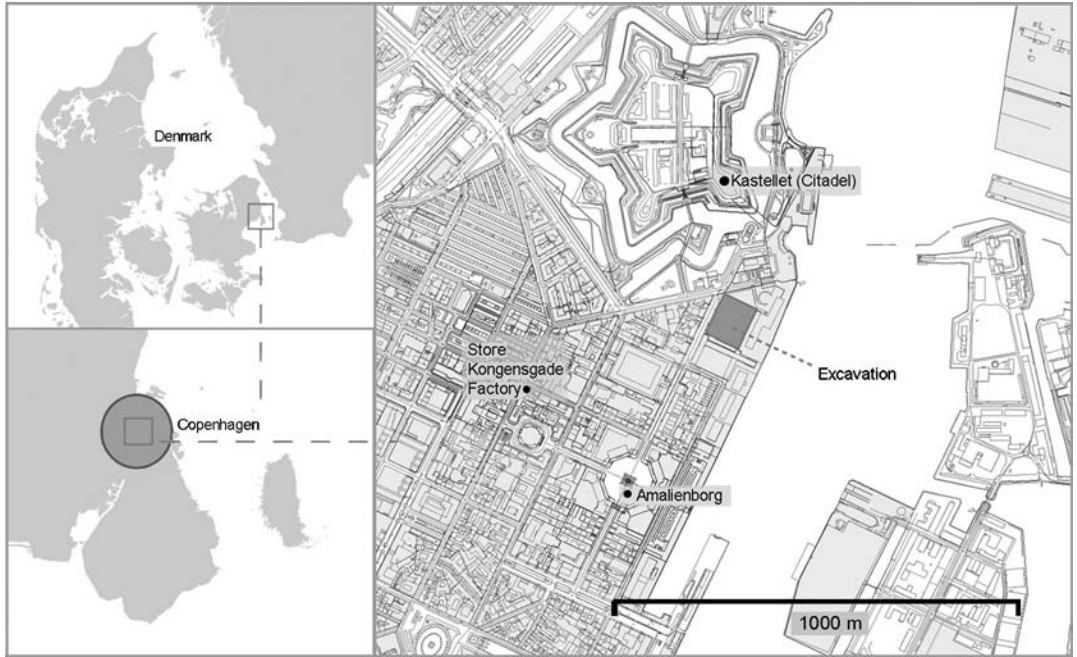 Denmark
Copenhagen
Kastellet (Citadel)
Store
Kongensgade
Factory
Excavation
Amalienborg
1000 m